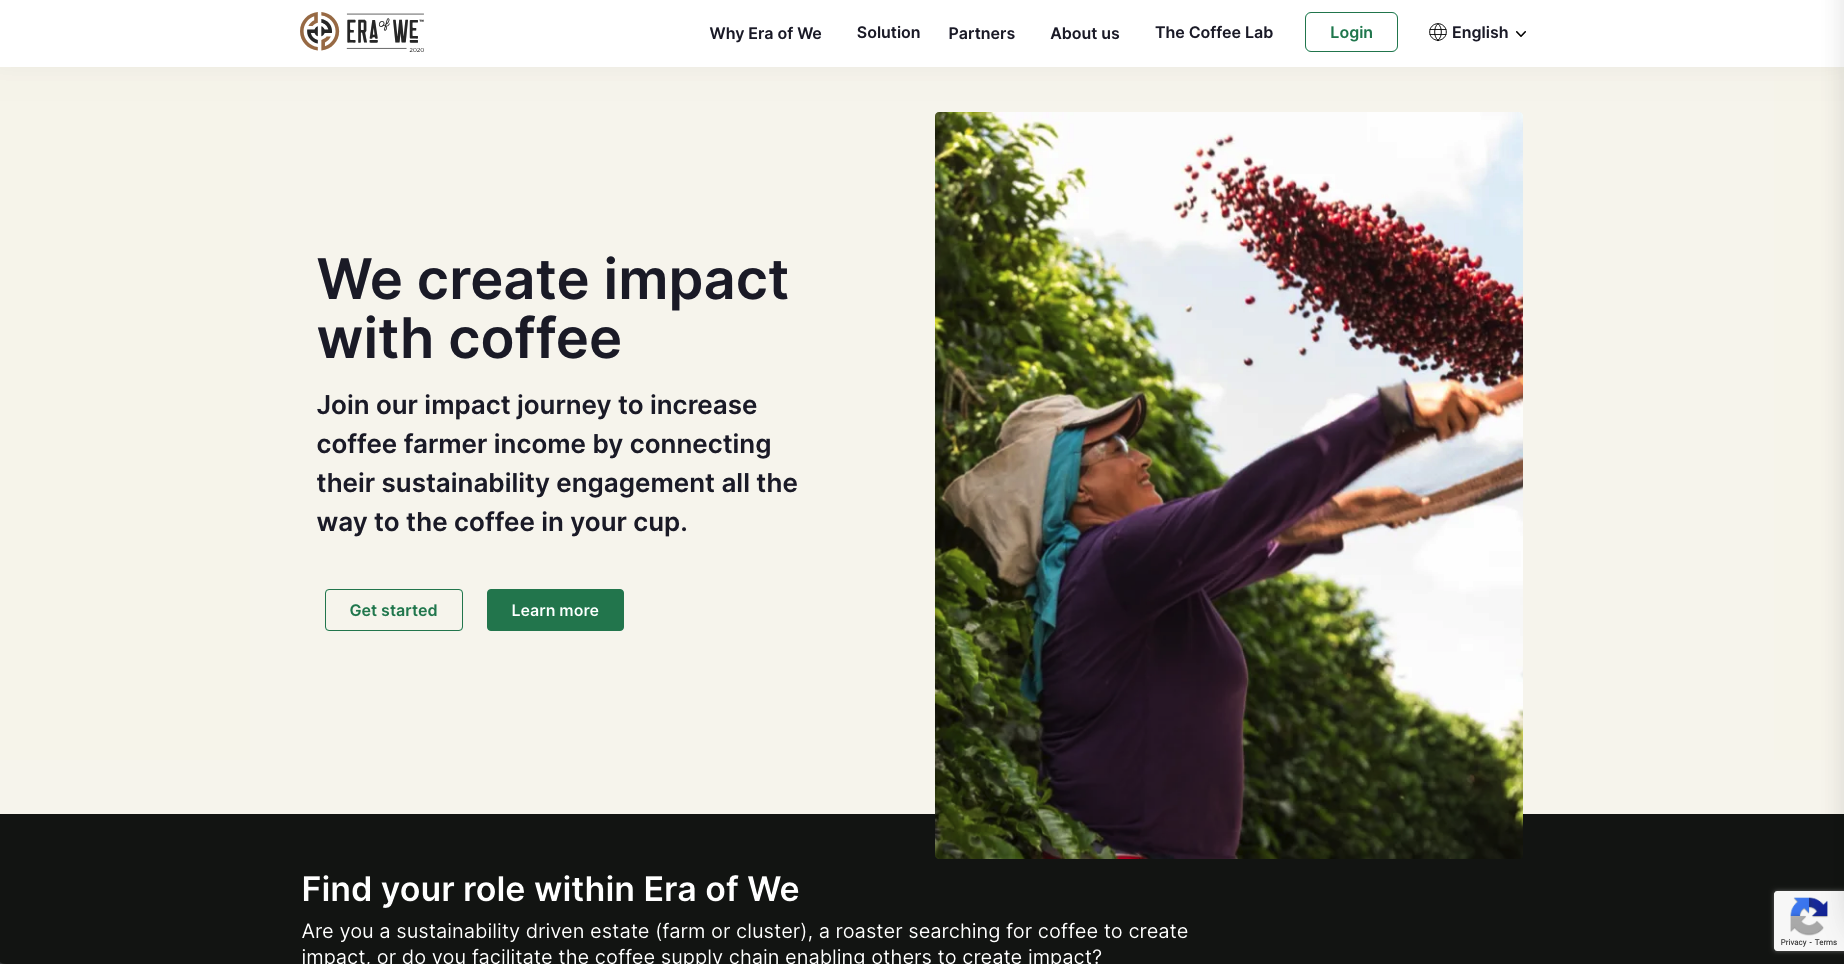 ERA of WE™
2020
Why Era of We
Solution
Partners
About us
The Coffee Lab
Login
English
We create impact
with coffee
Join our impact journey to increase
coffee farmer income by connecting
their sustainability engagement all the
way to the coffee in your cup.
Get started
Learn more
Find your role within Era of We
Are you a sustainability driven estate (farm or cluster), a roaster searching for coffee to create
impact, or do you facilitate the coffee supply chain enabling others to create impact?
Privacy - Terms